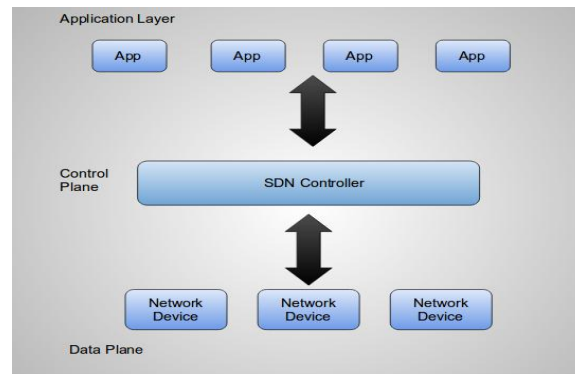 Application Layer
App App App App
Control
Plane
SDN Controller
Network
Device
Network
Device
Network
Device
Data Plane